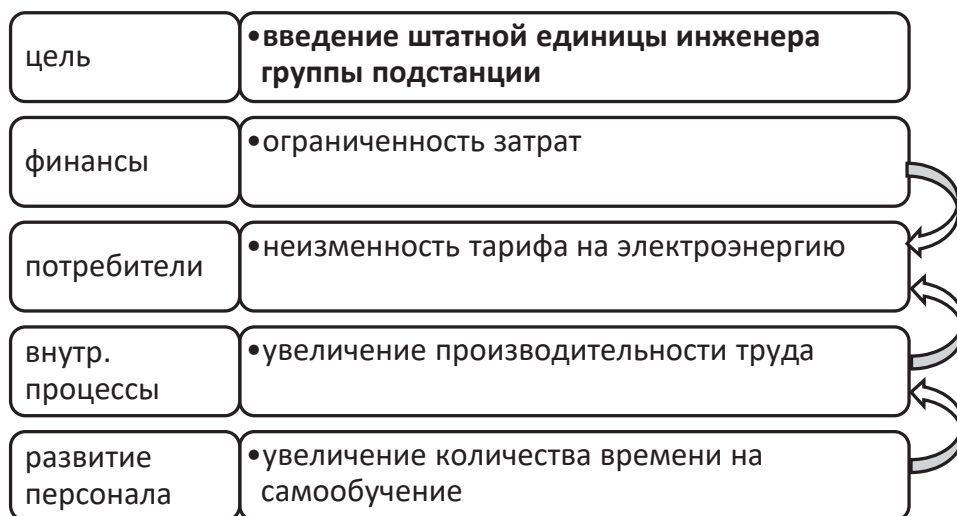 цель
•введение штатной единицы инженера
группы подстанции
финансы
•ограниченность затрат
потребители
•неизменность тарифа на электроэнергию
внутр.
процессы
•увеличение производительности труда
развитие
персонала
•увеличение количества времени на
самообучение